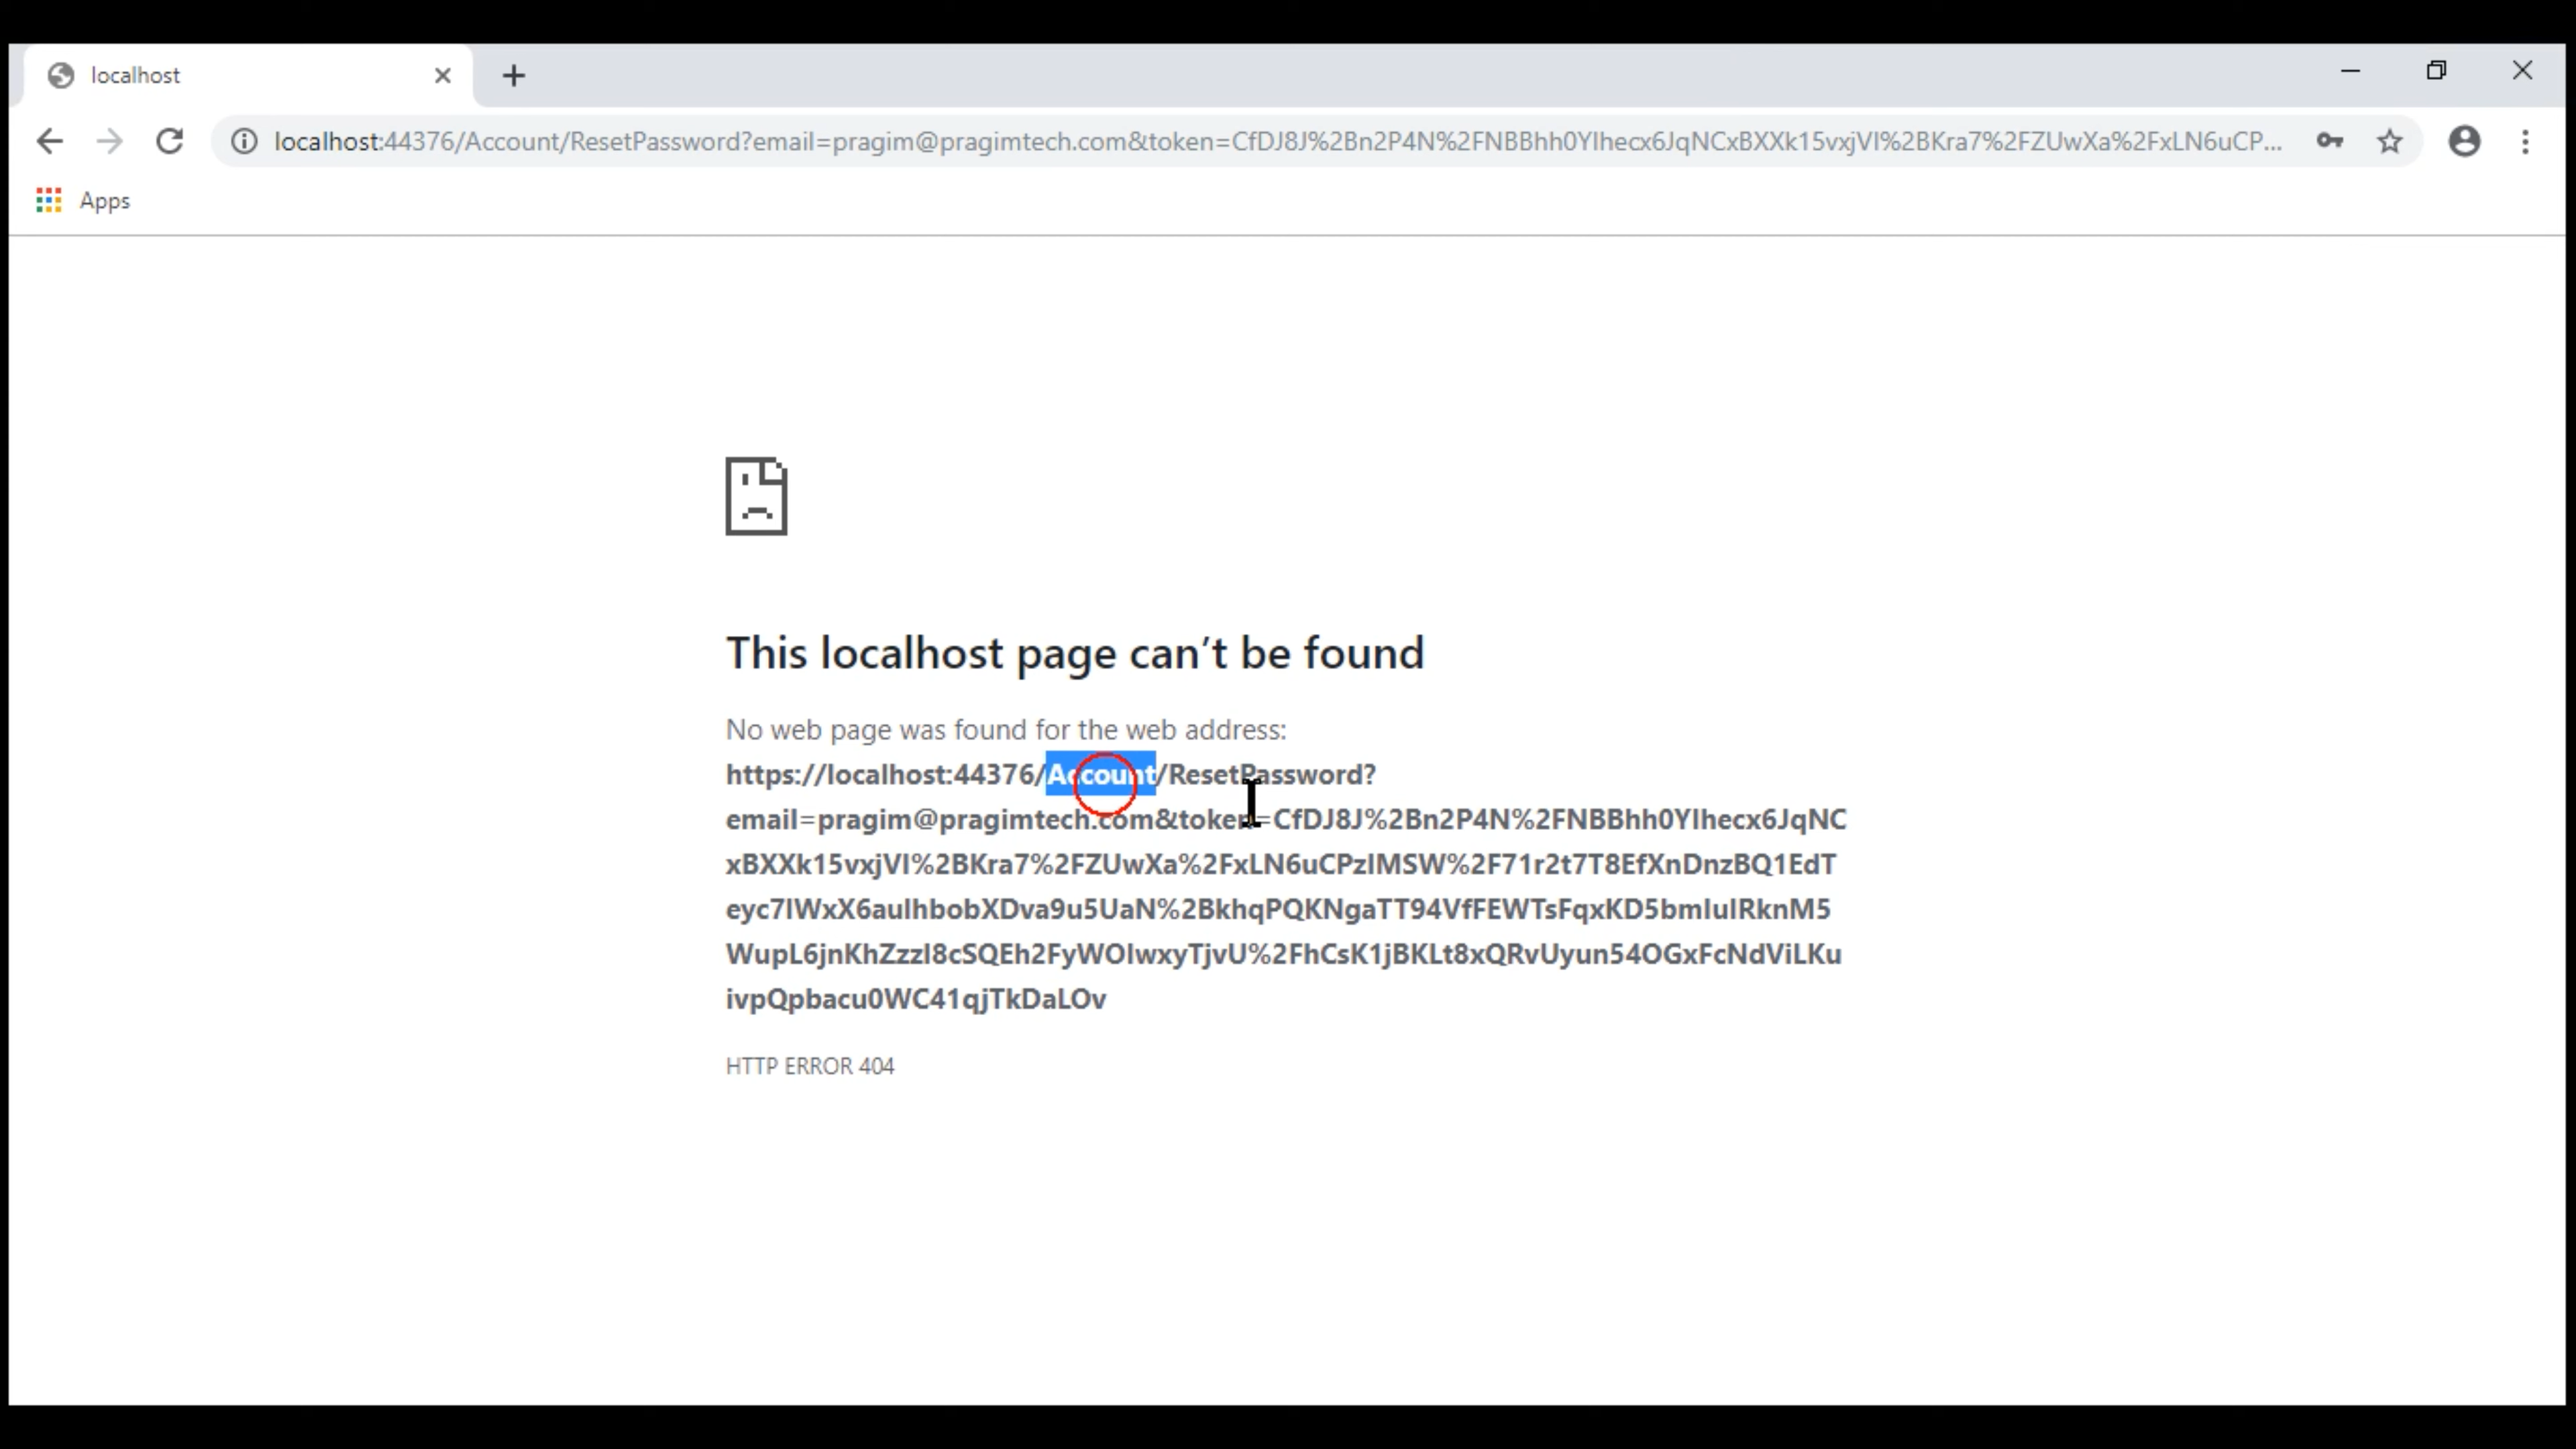 localhost
localhost:44376/Account/ResetPassword?email=pragim@pragimtech.com&token=CfDJ8J%2Bn2P4N%2FNBBhh0YIhecx6JqNCxBXXk15vxjVI%2BKra7%2FZUwXa%2FxLN6uCP...
Apps
This localhost page can’t be found
No web page was found for the web address:
https://localhost:44376/Account/ResetPassword?
email=pragim@pragimtech.com&token=CfDJ8J%2Bn2P4N%2FNBBhh0YIhecx6JqNC
xBXXk15vxjVI%2BKra7%2FZUwXa%2FxLN6uCPzIMSW%2F71r2t7T8EfXnDnzBQ1EdT
eyc7IWxX6auIhbobXDva9u5UaN%2BkhqPQKNgaTT94VfFEWTsFqxKD5bmIuIRknM5
WupL6jnKhZzzI8cSQEh2FyWOIwxyTjvU%2FhCsK1jBKLt8xQRvUyun54OGxFcNdViLKu
ivpQpbacu0WC41qjTkDaLOv
HTTP ERROR 404